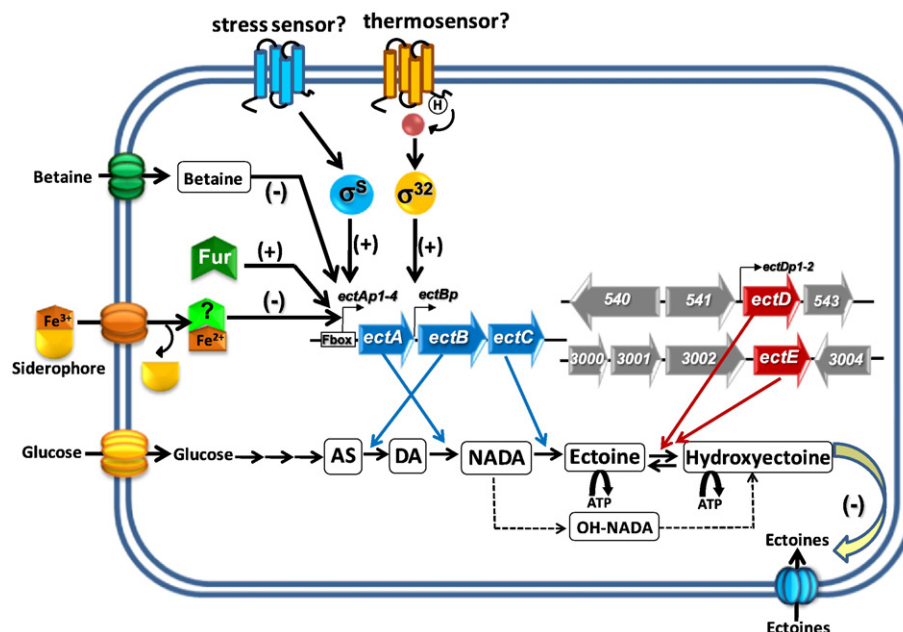 stress sensor?
thermosensor?
H
Betaine
Betaine
(-)
σS
σ32
(+)
(+)
Fur
(+)
ectAp1-4
ectBp
ectDp1-2
540
541
ectD
543
Fe3+
?
Fe2+
(-)
Fbox
ectA
ectB
ectC
3000
3001
3002
ectE
3004
Siderophore
Glucose
Glucose
AS
DA
NADA
Ectoine
Hydroxyectoine
ATP
ATP
(-)
OH-NADA
Ectoines
Ectoines